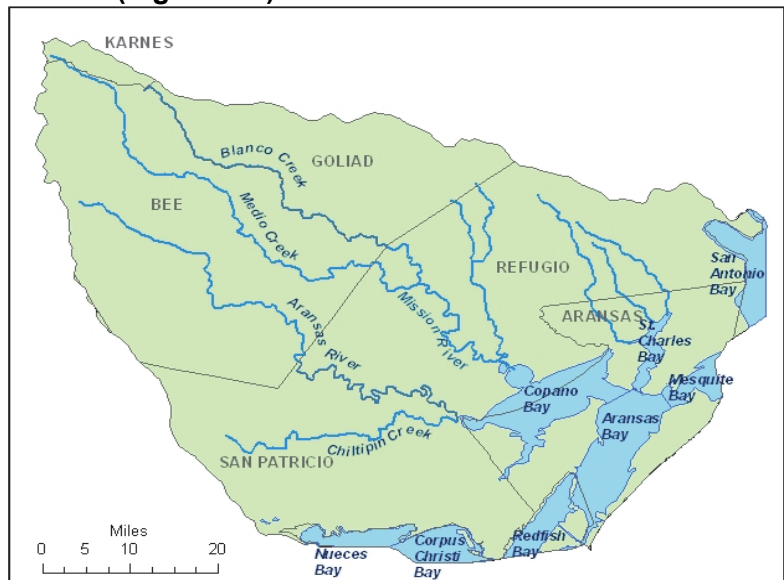 KARNES
Blanco Creek
GOLIAD
BEE
Medio Creek
San
Antonio
Bay
REFUGIO
Mission River
Aransas River
ARANSAS
St.
Charles
Bay
Mesquite
Bay
Copano
Bay
Aransas
Bay
Chiltipin Creek
SAN PATRICIO
Miles
0 5 10 20
Nueces
Bay
Corpus
Christi
Bay
Redfish
Bay